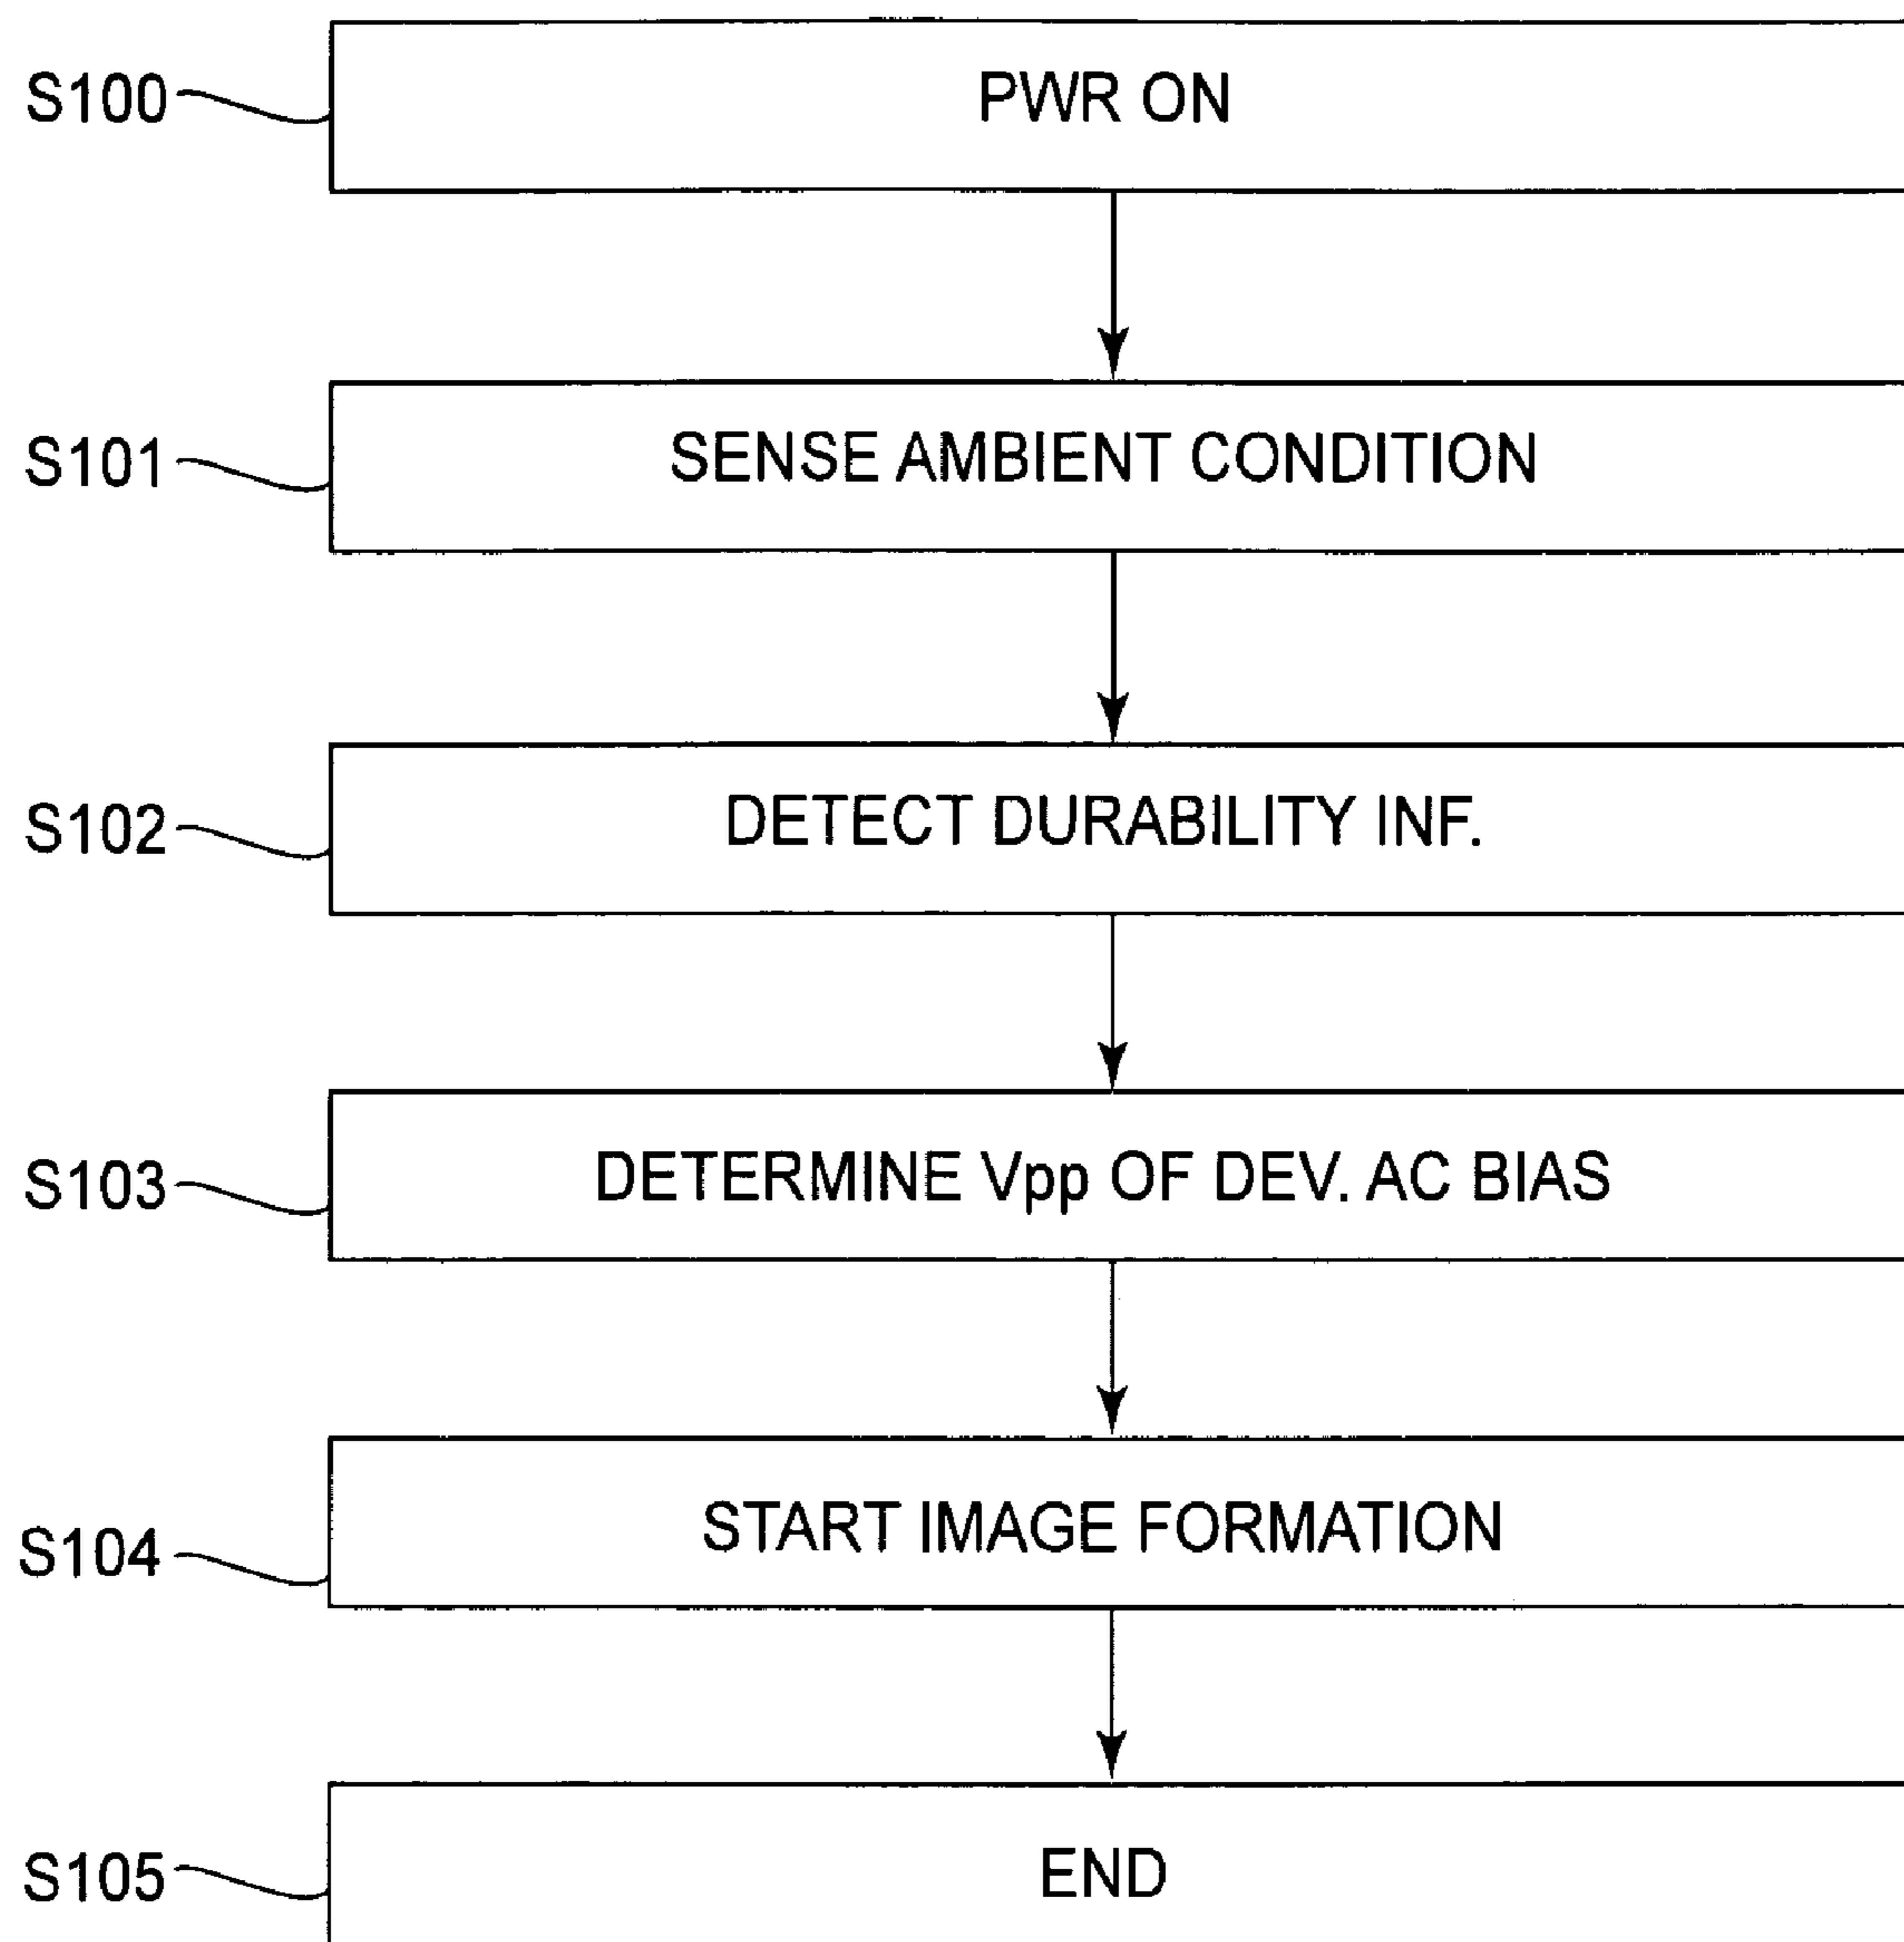 S100 PWR ON
S101 SENSE AMBIENT CONDITION
S102 DETECT DURABILITY INF.
S103 DETERMINE Vpp OF DEV. AC BIAS
S104 START IMAGE FORMATION
S105 END